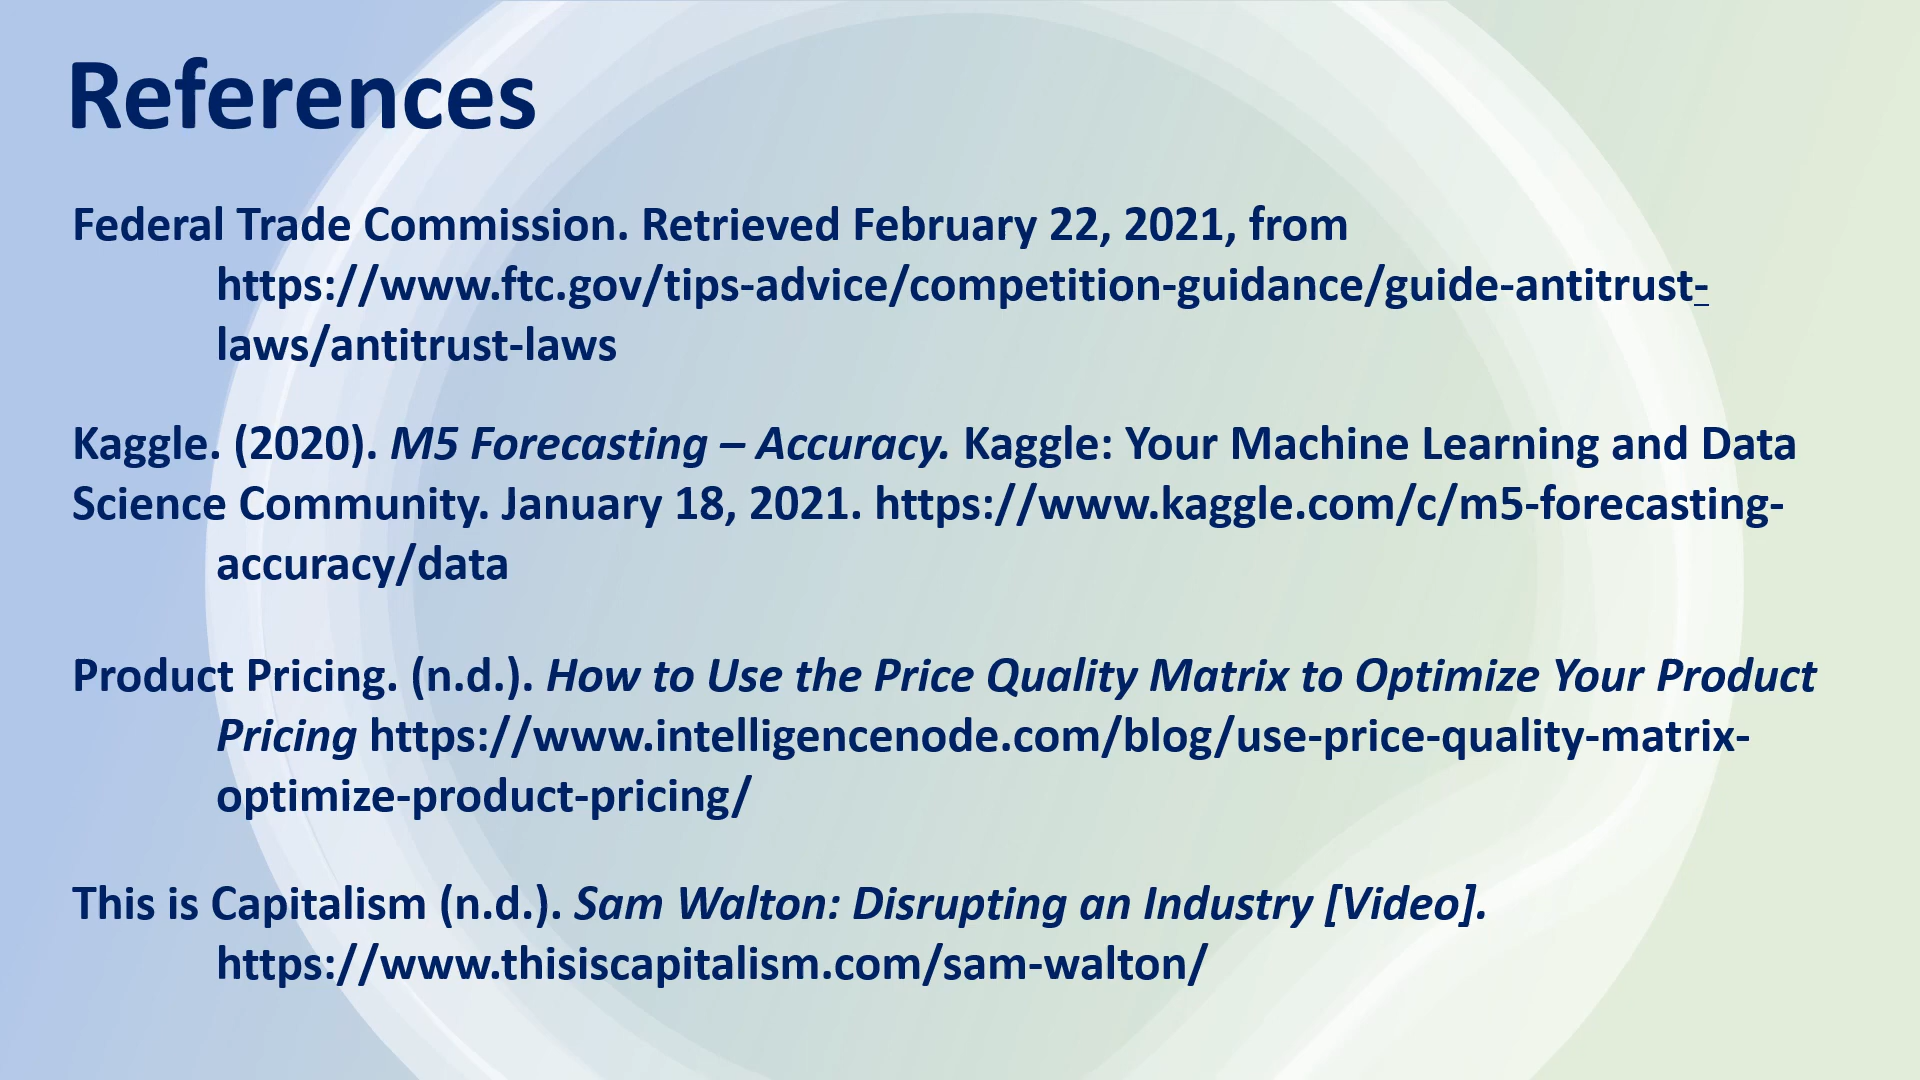 References
Federal Trade Commission. Retrieved February 22, 2021, from
https://www.ftc.gov/tips-advice/competition-guidance/guide-antitrust-
laws/antitrust-laws
Kaggle. (2020). M5 Forecasting – Accuracy. Kaggle: Your Machine Learning and Data
Science Community. January 18, 2021. https://www.kaggle.com/c/m5-forecasting-
accuracy/data
Product Pricing. (n.d.). How to Use the Price Quality Matrix to Optimize Your Product
Pricing https://www.intelligencenode.com/blog/use-price-quality-matrix-
optimize-product-pricing/
This is Capitalism (n.d.). Sam Walton: Disrupting an Industry [Video].
https://www.thisiscapitalism.com/sam-walton/